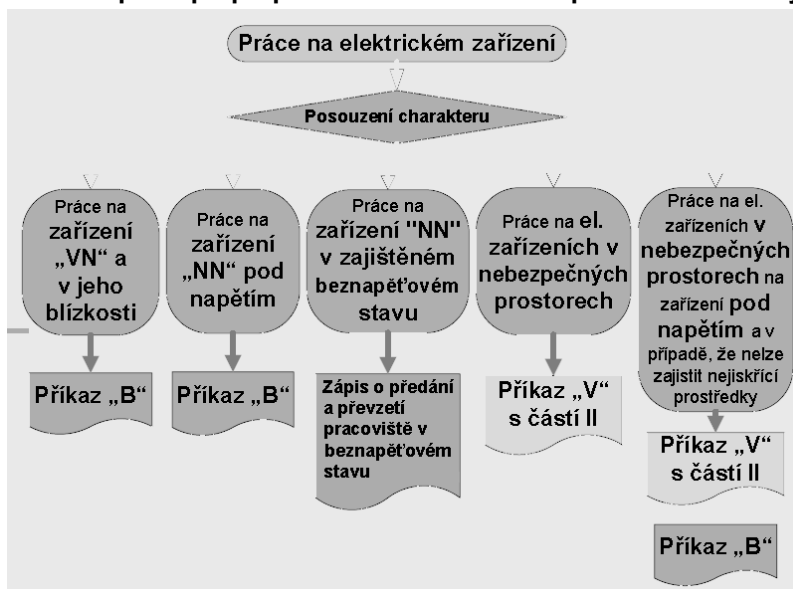 Práce na elektrickém zařízení
Posouzení charakteru
Práce na
zařízení
„VN“ a
v jeho
blízkosti
Příkaz „B“
Práce na
zařízení
„NN“ pod
napětím
Příkaz „B“
Práce na
zařízení "NN"
v zajištěném
beznapěťovém
stavu
Zápis o předání
a převzetí
pracoviště v
beznapěťovém
stavu
Práce na el.
zařízeních v
nebezpečných
prostorech
Příkaz „V“
s částí II
Práce na el.
zařízeních v
nebezpečných
prostorech na
zařízení pod
napětím a v
případě, že nelze
zajistit nejiskřící
prostředky
Příkaz „V“
s částí II
Příkaz „B“